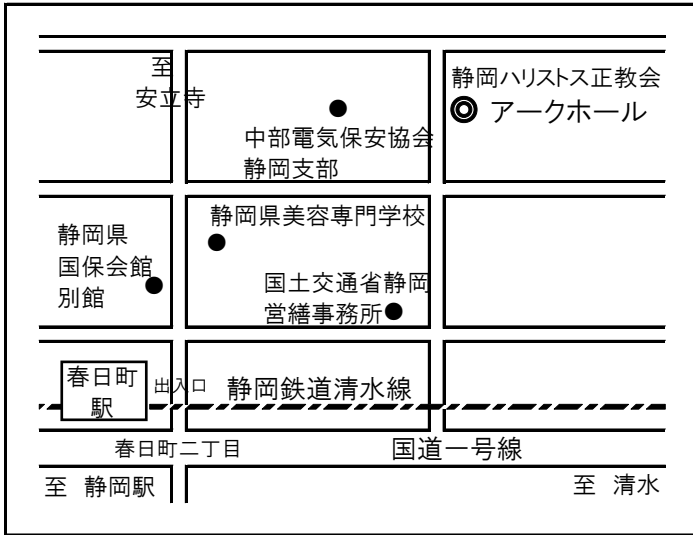 至
安立寺
静岡ハリストス正教会
アークホール
中部電気保安協会
静岡支部
静岡県美容専門学校
静岡県
国保会館
別館
国土交通省静岡
営繕事務所
春日町
駅
出入口
静岡鉄道清水線
春日町二丁目
国道一号線
至 静岡駅
至 清水